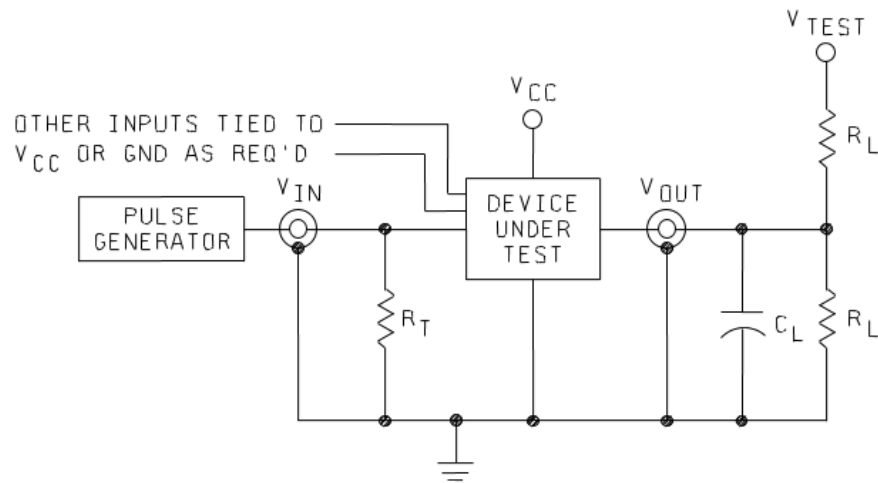 V TEST
V CC
OTHER INPUTS TIED TO
V CC OR GND AS REQ'D
R L
V IN
V OUT
PULSE
GENERATOR
DEVICE
UNDER
TEST
R T
C L
R L